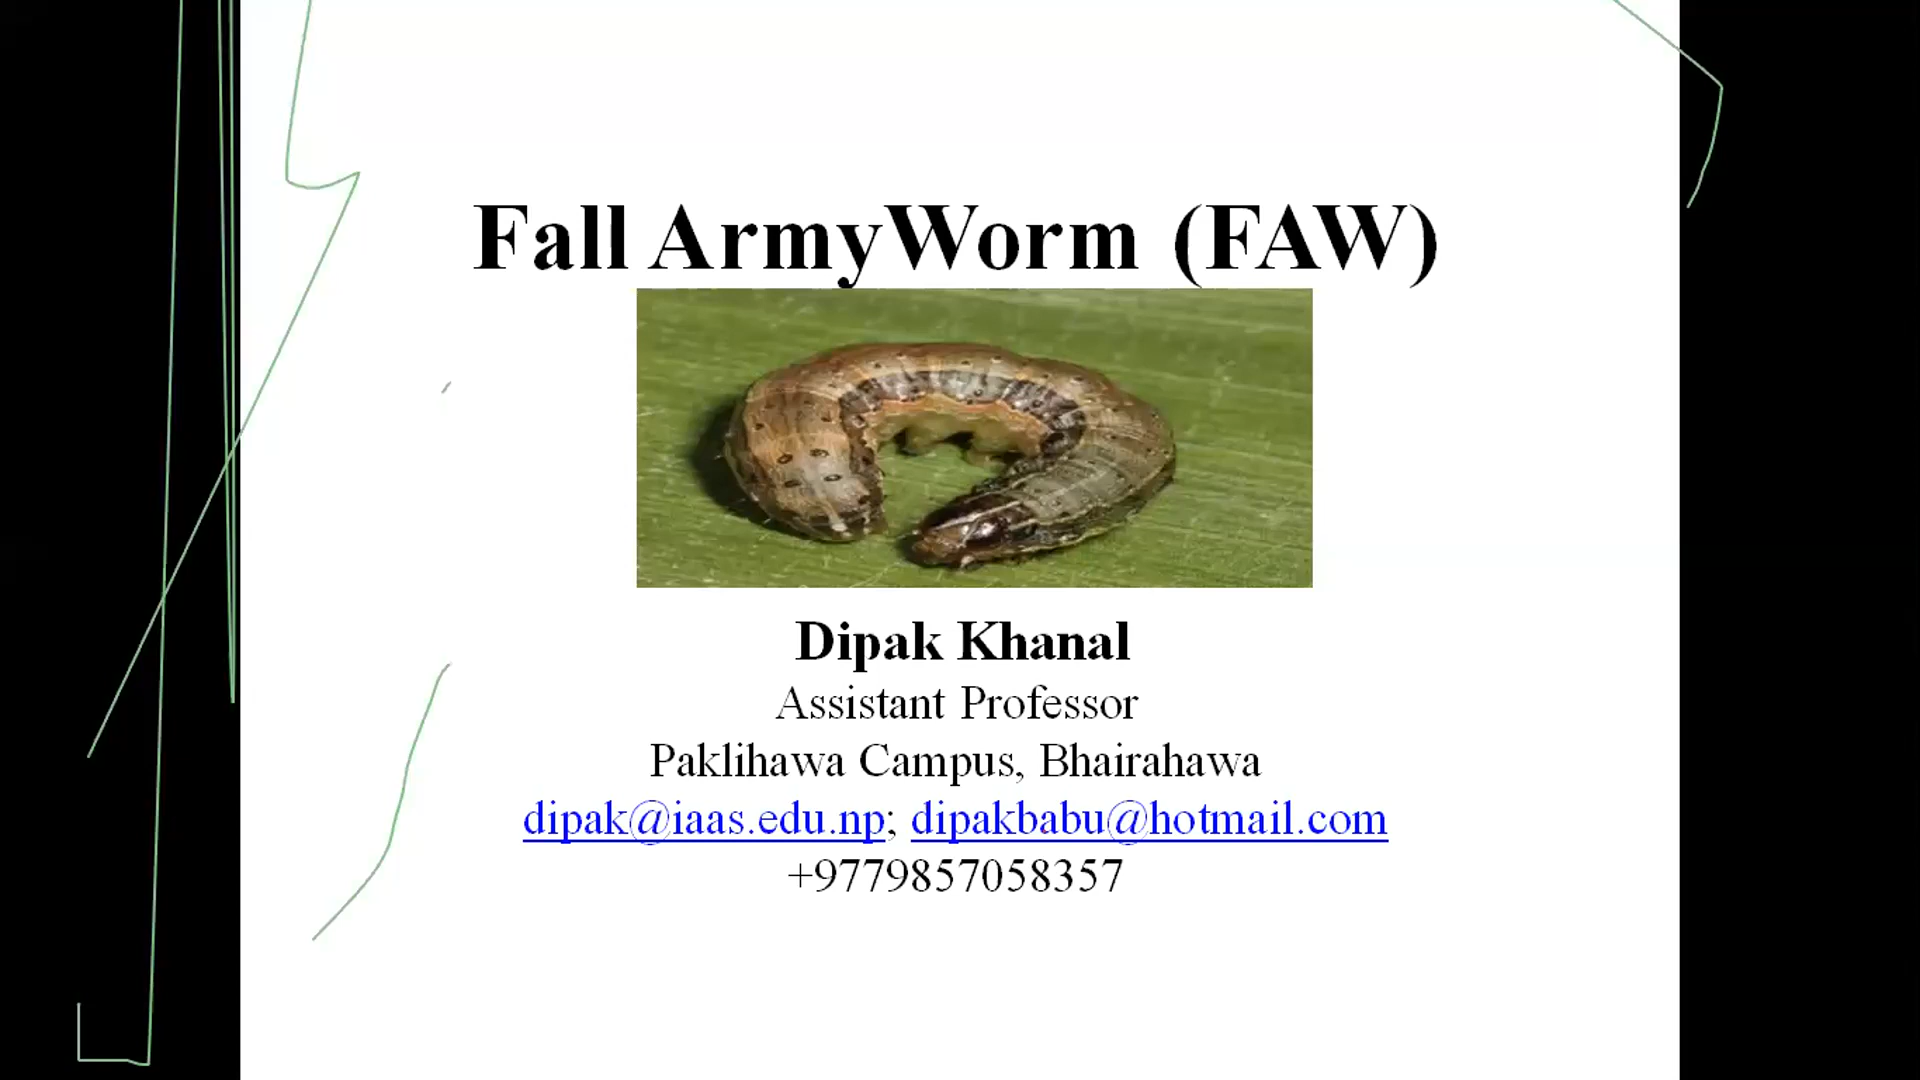 Fall ArmyWorm (FAW)
Dipak Khanal
Assistant Professor
Paklihawa Campus, Bhairahawa
dipak@iaas.edu.np; dipakbabu@hotmail.com
+9779857058357